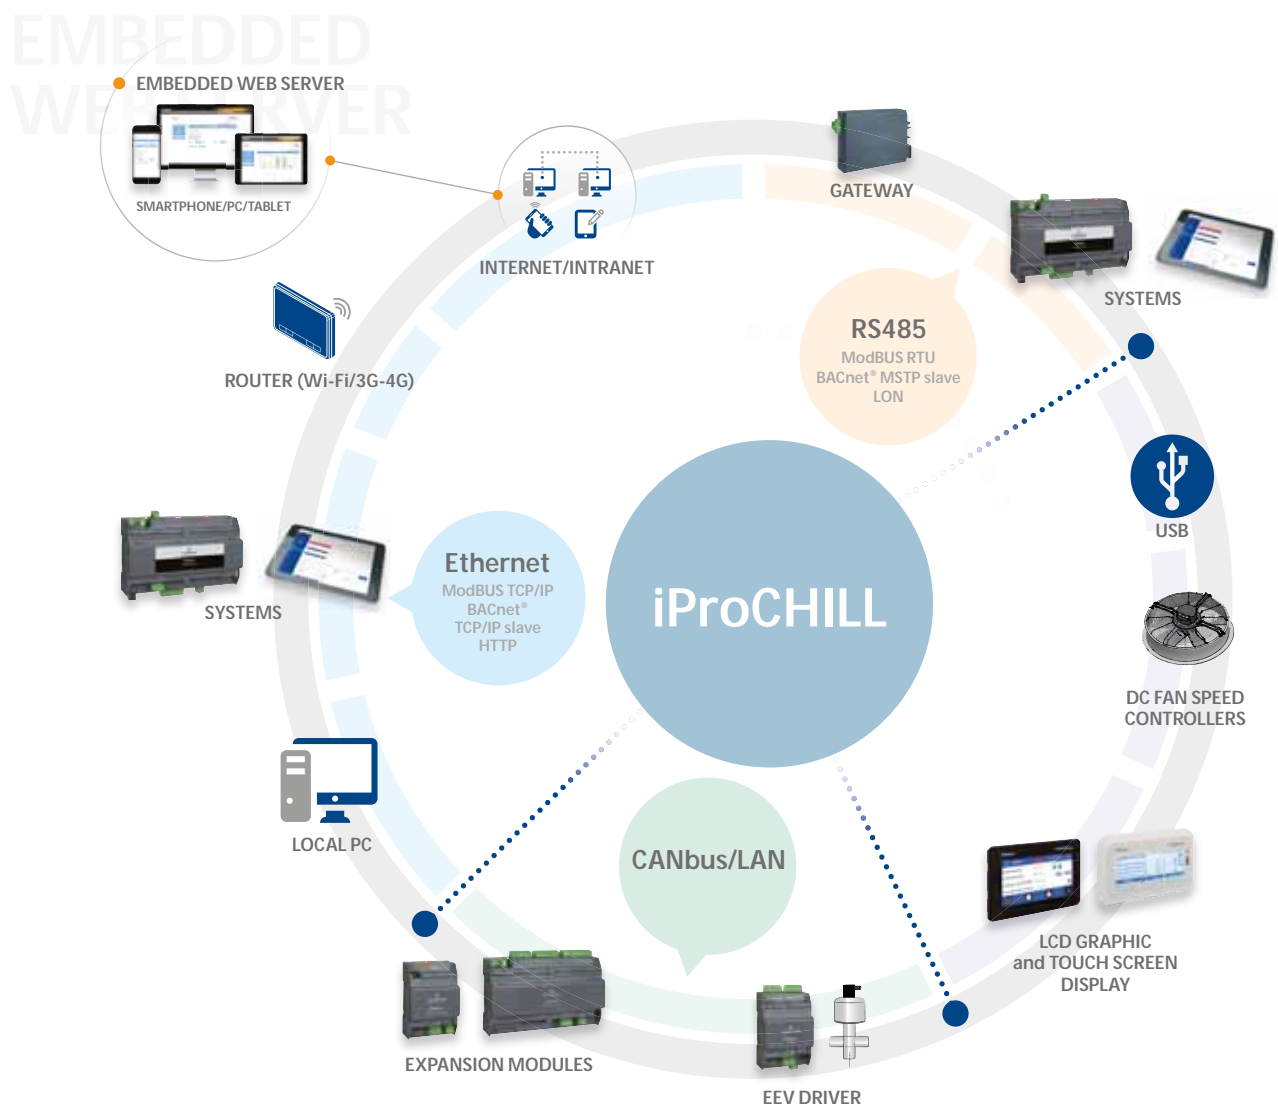 EMBEDDED
WEB SERVER
EMBEDDED WEB SERVER
SMARTPHONE/PC/TABLET
INTERNET/INTRANET
GATEWAY
SYSTEMS
ROUTER (Wi-Fi/3G-4G)
RS485
ModBUS RTU
BACnet® MSTP slave
LON
USB
SYSTEMS
Ethernet
ModBUS TCP/IP
BACnet®
TCP/IP slave
HTTP
iProCHILL
DC FAN SPEED
CONTROLLERS
LOCAL PC
CANbus/LAN
LCD GRAPHIC
and TOUCH SCREEN
DISPLAY
EXPANSION MODULES
EEV DRIVER